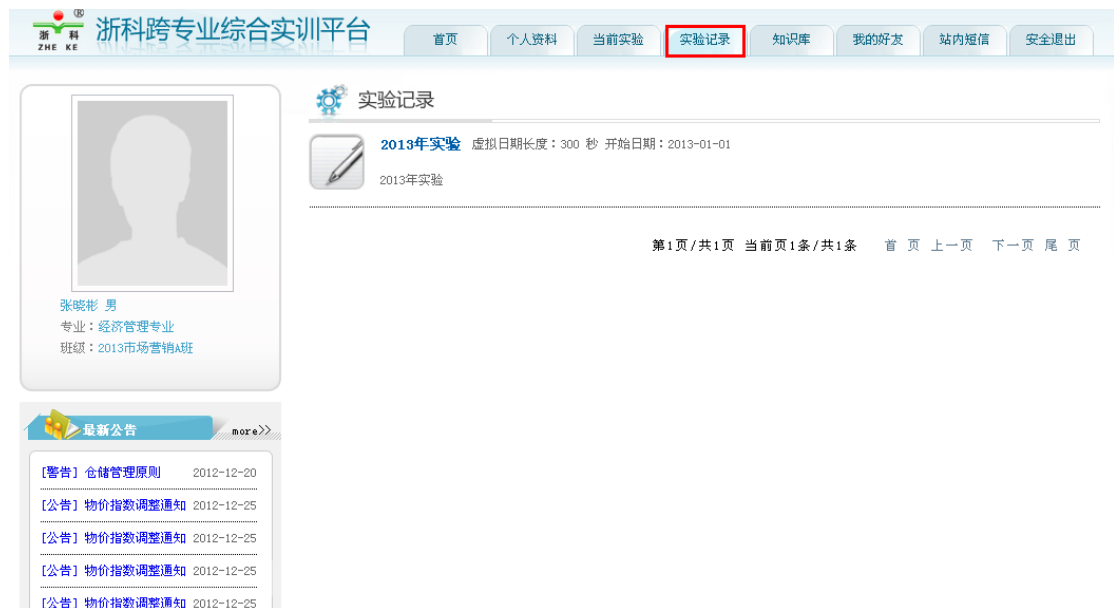 浙 科 ®
ZHE KE
浙科跨专业综合实训平台
首页 个人资料 当前实验 实验记录 知识库 我的好友 站内短信 安全退出
实验记录
2013年实验 虚拟日期长度：300 秒 开始日期：2013-01-01
2013年实验
第1页/共1页 当前页1条/共1条 首 页 上一页 下一页 尾 页
张晓彬 男
专业：经济管理专业
班级：2013市场营销A班
最新公告 more>>
[警告] 仓储管理原则 2012-12-20
[公告] 物价指数调整通知 2012-12-25
[公告] 物价指数调整通知 2012-12-25
[公告] 物价指数调整通知 2012-12-25
[公告] 物价指数调整通知 2012-12-25